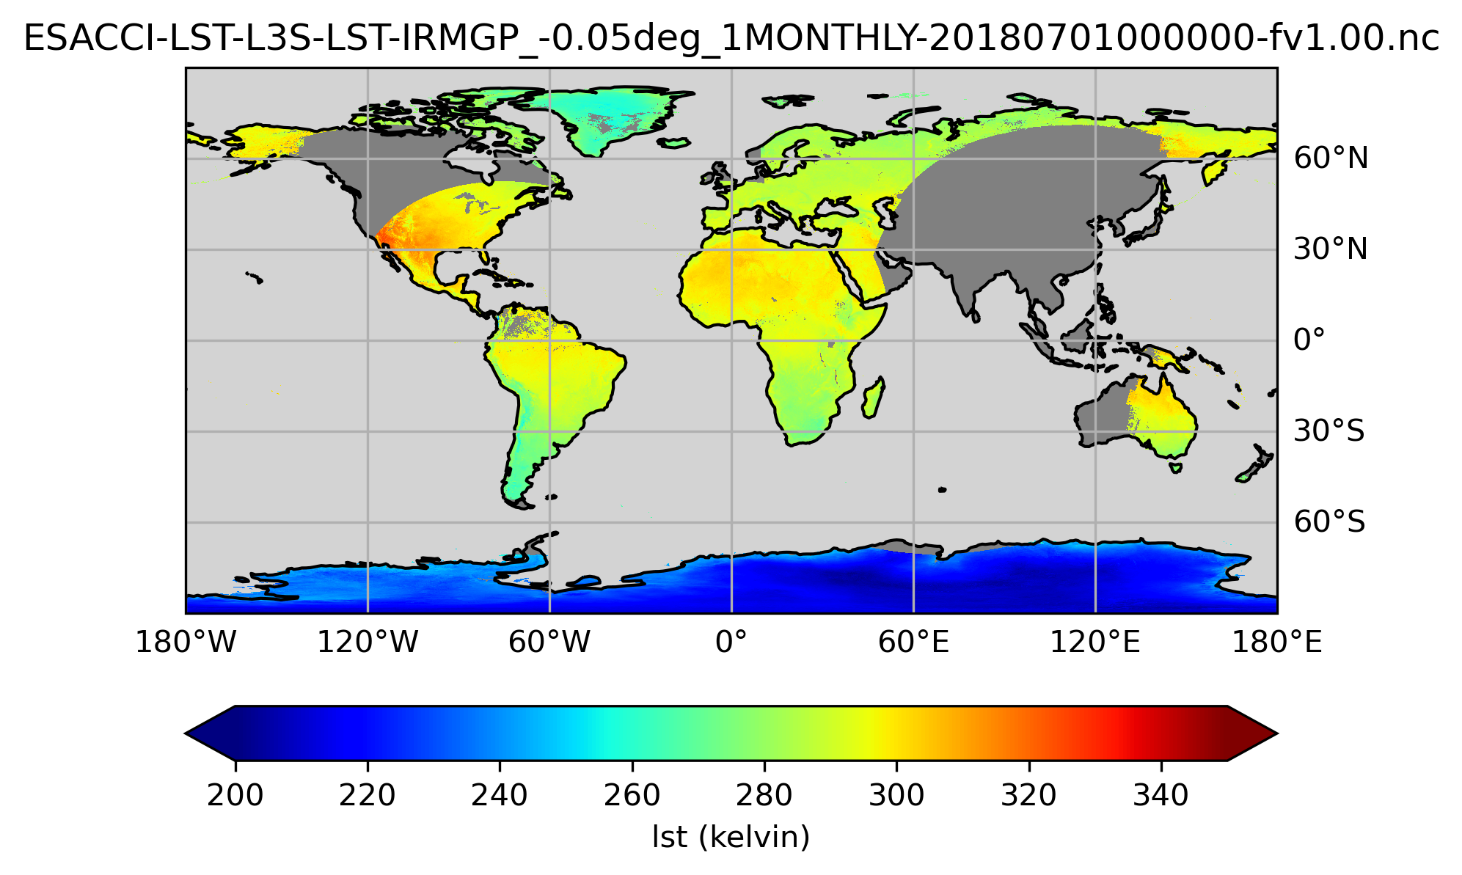 ESACCI-LST-L3S-LST-IRMGP_-0.05deg_1MONTHLY-20180701000000-fv1.00.nc
60°N
30°N
0°
30°S
60°S
180°W 120°W 60°W 0° 60°E 120°E 180°E
200 220 240 260 280 300 320 340
lst (kelvin)